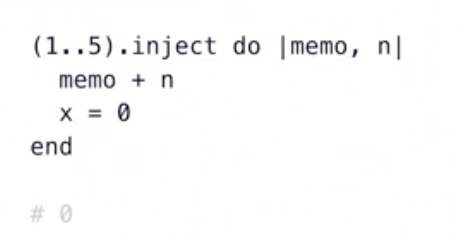 (1..5).inject do |memo, n|
  memo + n
  x = 0
end
# 0